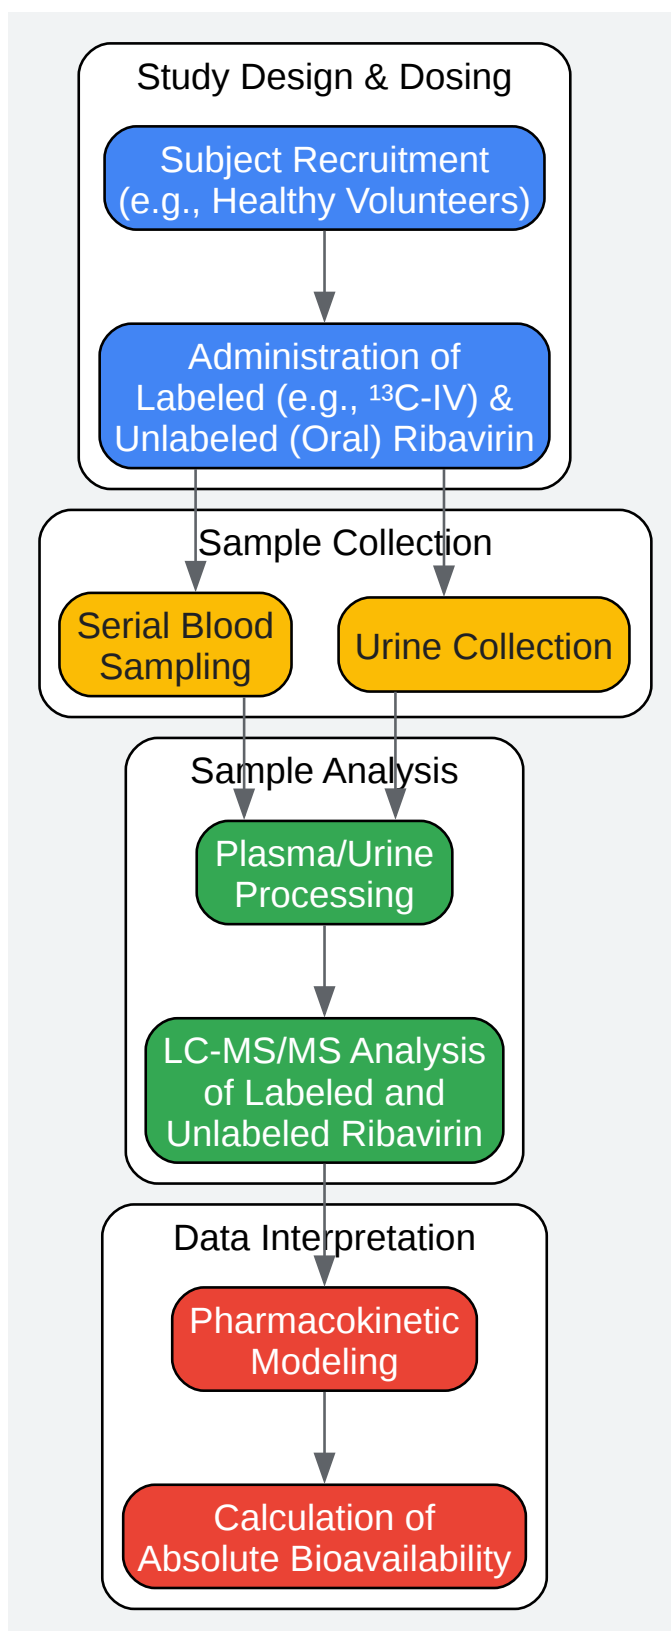 Study Design & Dosing
Subject Recruitment
(e.g., Healthy Volunteers)
Administration of
Labeled (e.g., ¹³C-IV) &
Unlabeled (Oral) Ribavirin
Sample Collection
Serial Blood
Sampling
Urine Collection
Sample Analysis
Plasma/Urine
Processing
LC-MS/MS Analysis
of Labeled and
Unlabeled Ribavirin
Data Interpretation
Pharmacokinetic
Modeling
Calculation of
Absolute Bioavailability